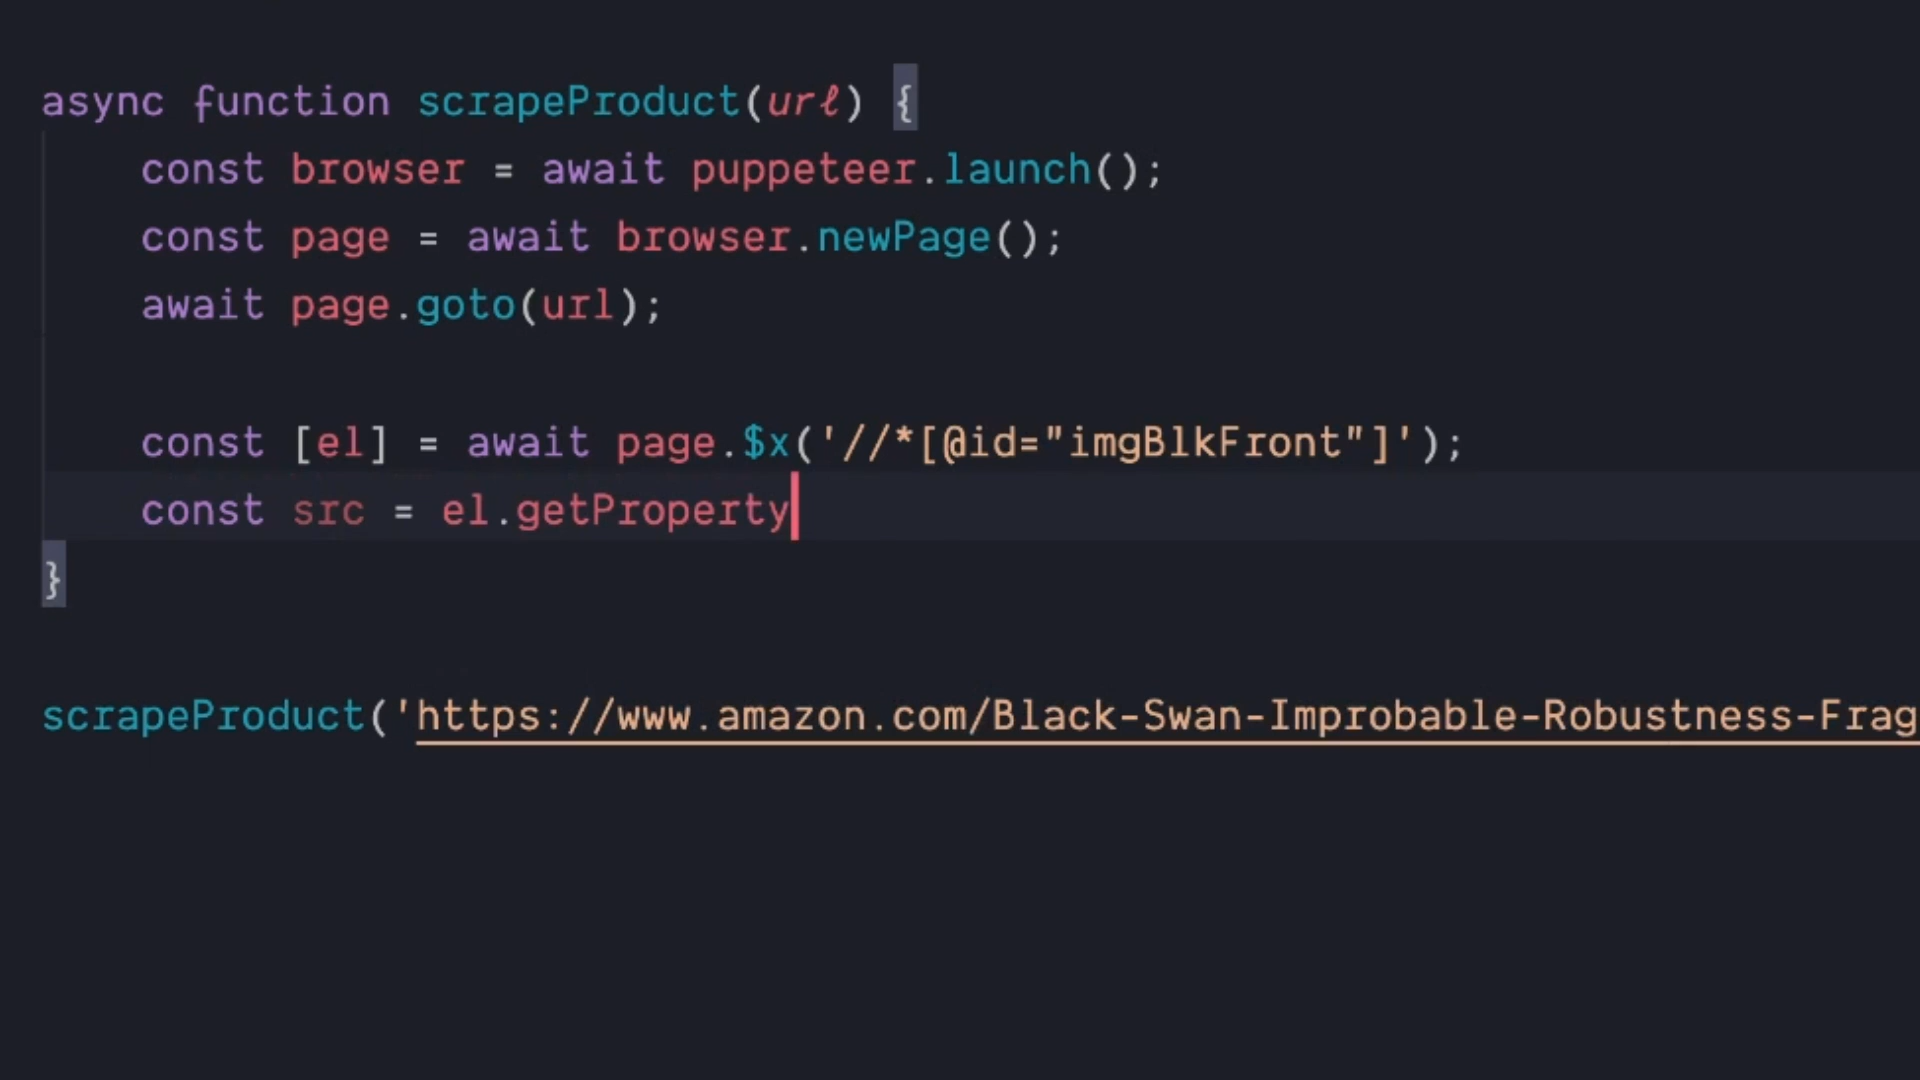 async function scrapeProduct(url) {
    const browser = await puppeteer.launch();
    const page = await browser.newPage();
    await page.goto(url);
    const [el] = await page.$x('//*[@id="imgBlkFront"]');
    const src = el.getProperty
}
scrapeProduct('https://www.amazon.com/Black-Swan-Improbable-Robustness-Frag